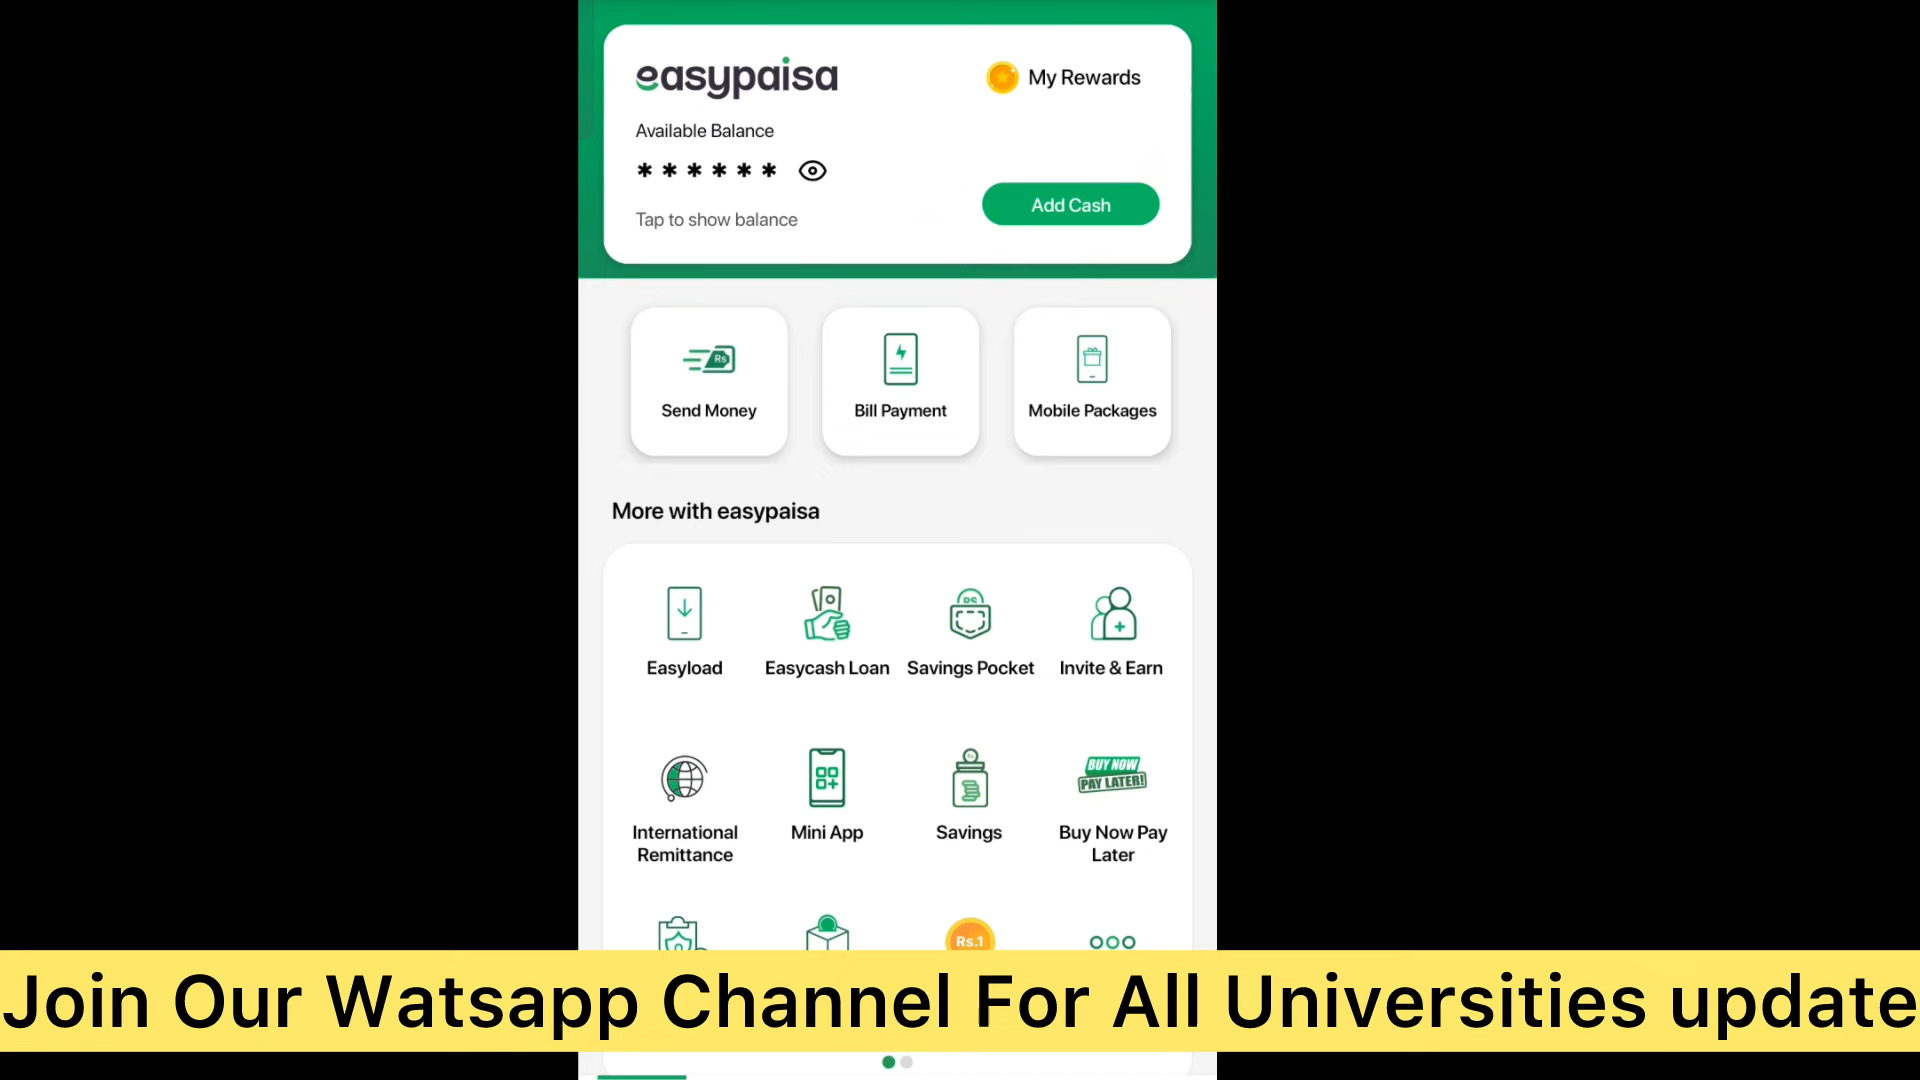 easypaisa
My Rewards
Available Balance
******
Tap to show balance
Add Cash
Rs
Send Money
Bill Payment
Mobile Packages
More with easypaisa
RS
Easyload
Easycash Loan
Savings Pocket
Invite & Earn
BUY NOW
PAY LATER!
International
Remittance
Mini App
Savings
Buy Now Pay
Later
Rs.1
Join Our Watsapp Channel For All Universities update